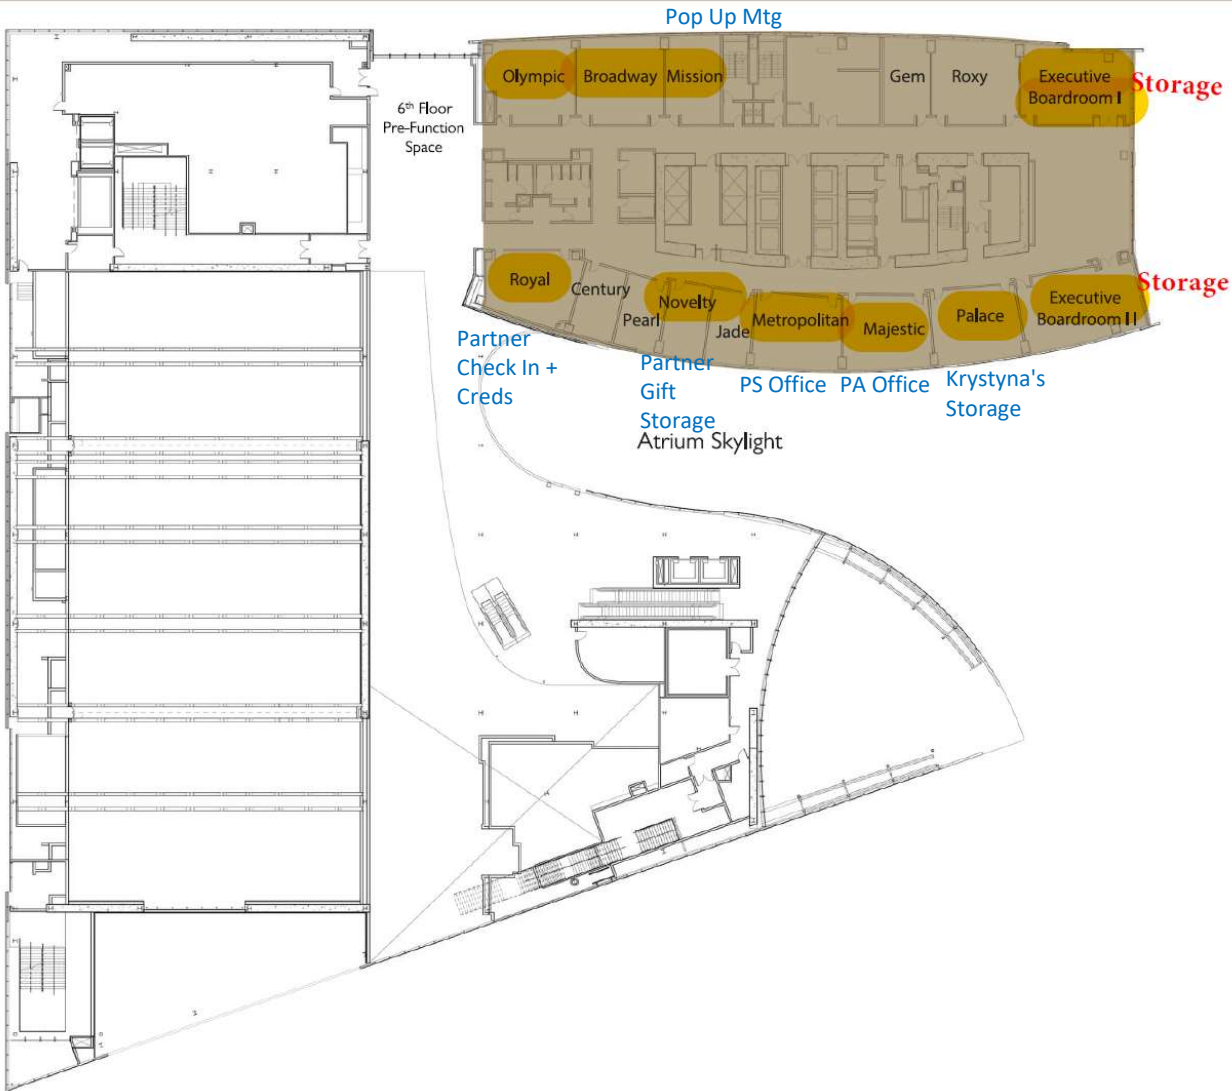 Pop Up Mtg
Olympic
Broadway
Mission
Gem
Roxy
Executive
Boardroom I
Storage
6th Floor
Pre-Function
Space
Royal
Century
Pearl
Novelty
Jade
Metropolitan
Majestic
Palace
Executive
Boardroom II
Storage
Partner
Check In +
Creds
Partner
Gift
Storage
PS Office
PA Office
Krystyna's
Storage
Atrium Skylight